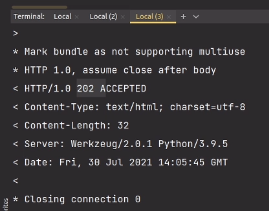 Terminal: Local Local (2) Local (3)
>
* Mark bundle as not supporting multiuse
* HTTP 1.0, assume close after body
< HTTP/1.0 202 ACCEPTED
< Content-Type: text/html; charset=utf-8
< Content-Length: 32
< Server: Werkzeug/2.0.1 Python/3.9.5
< Date: Fri, 30 Jul 2021 14:05:45 GMT
<
* Closing connection 0